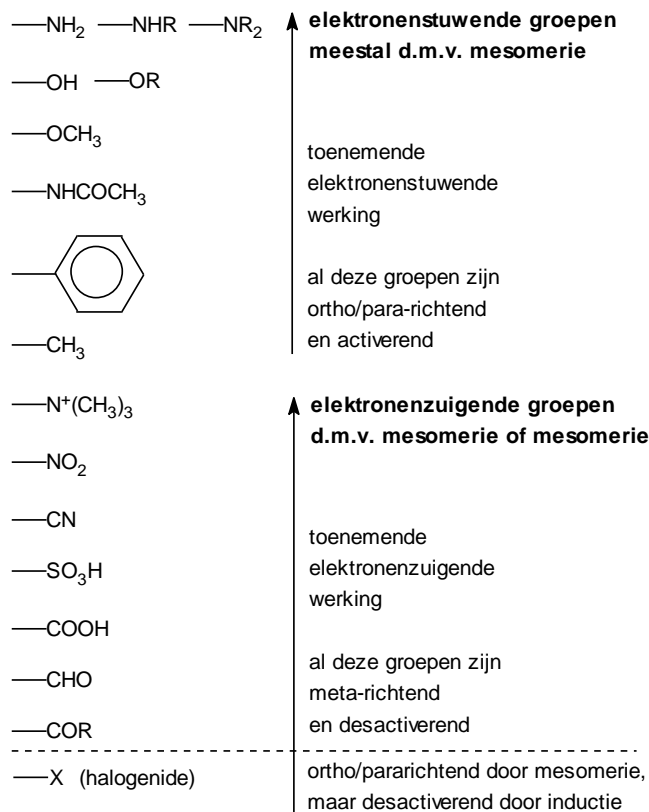 —NH₂ —NHR —NR₂
elektronenstuwende groepen
meestal d.m.v. mesomerie
—OH —OR
—OCH₃
toenemende
—NHCOCH₃
elektronenstuwende
werking
al deze groepen zijn
ortho/para-richtend
—CH₃
en activerend
—N⁺(CH₃)₃
elektronenzuigende groepen
d.m.v. mesomerie of mesomerie
—NO₂
—CN
toenemende
—SO₃H
elektronenzuigende
werking
—COOH
al deze groepen zijn
—CHO
meta-richtend
—COR
en desactiverend
—X (halogenide)
ortho/pararichtend door mesomerie,
maar desactiverend door inductie